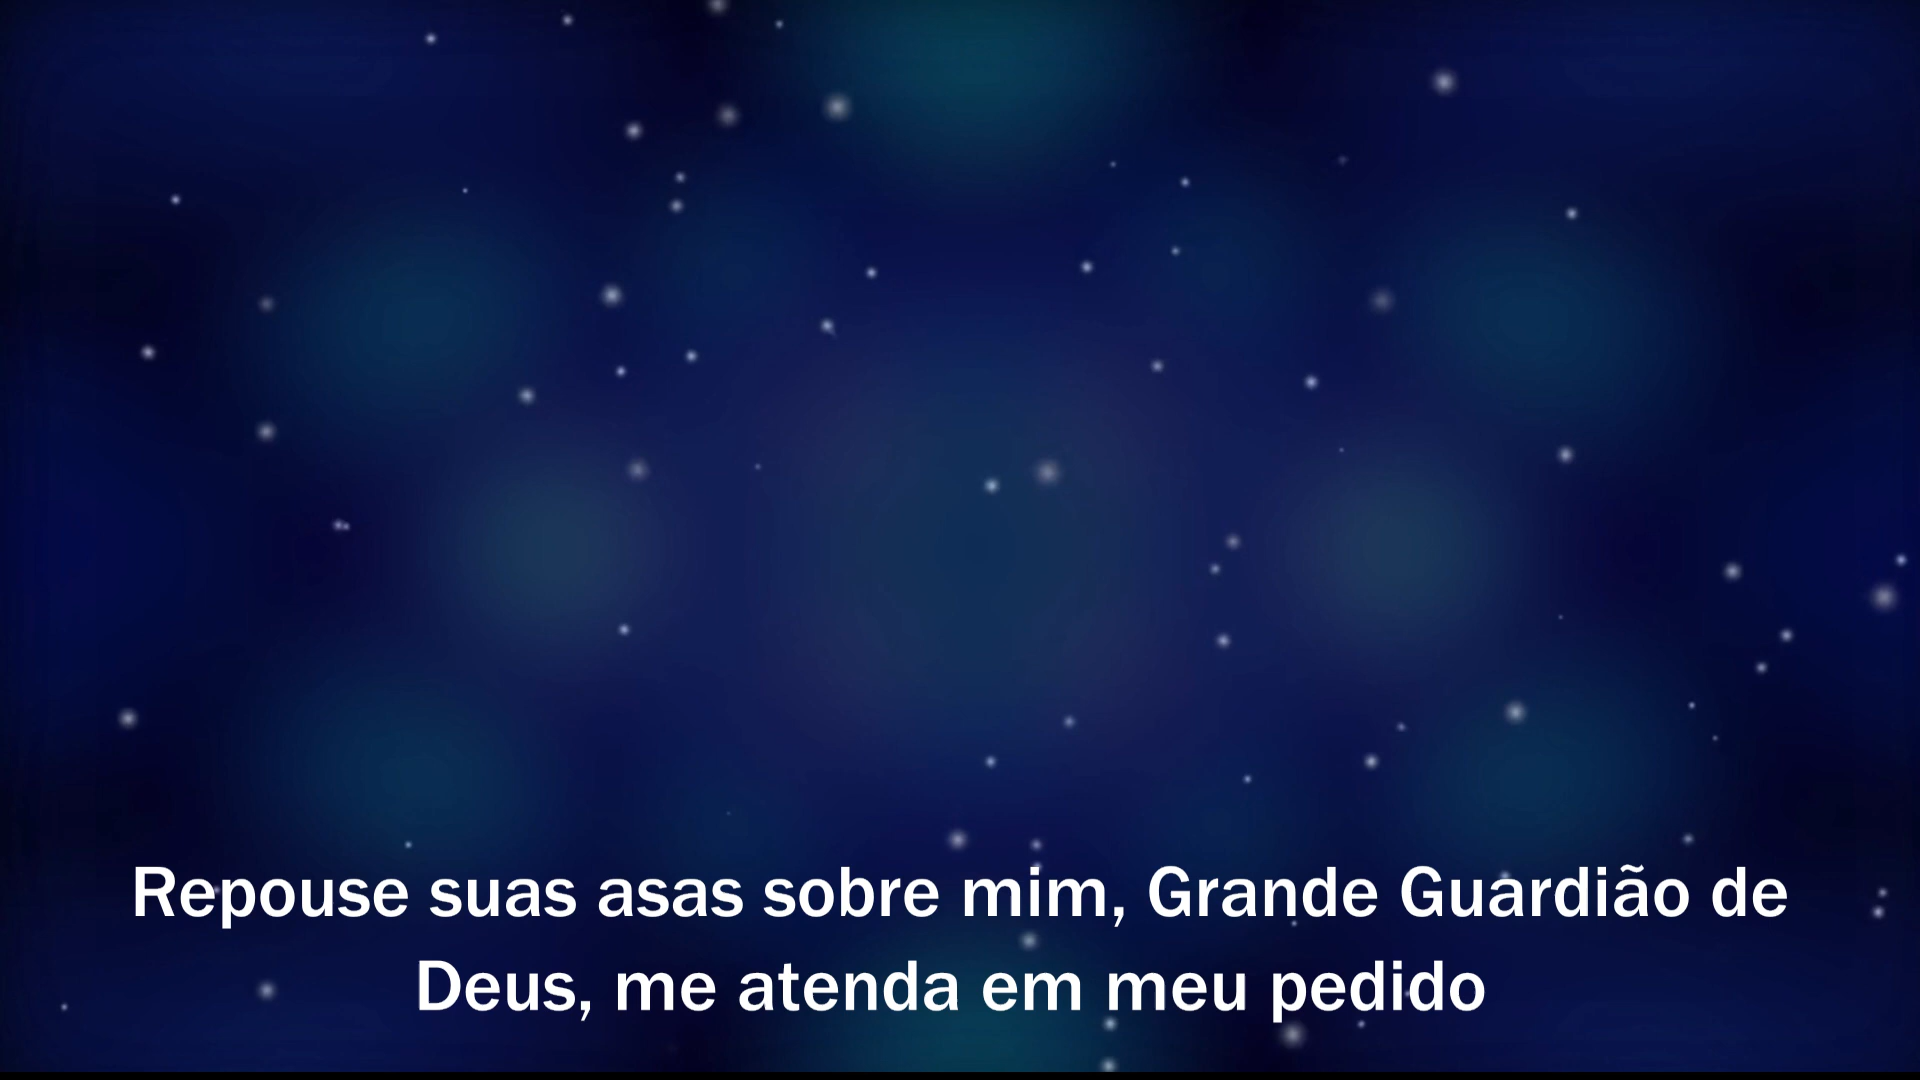 Repouse suas asas sobre mim, Grande Guardião de
Deus, me atenda em meu pedido